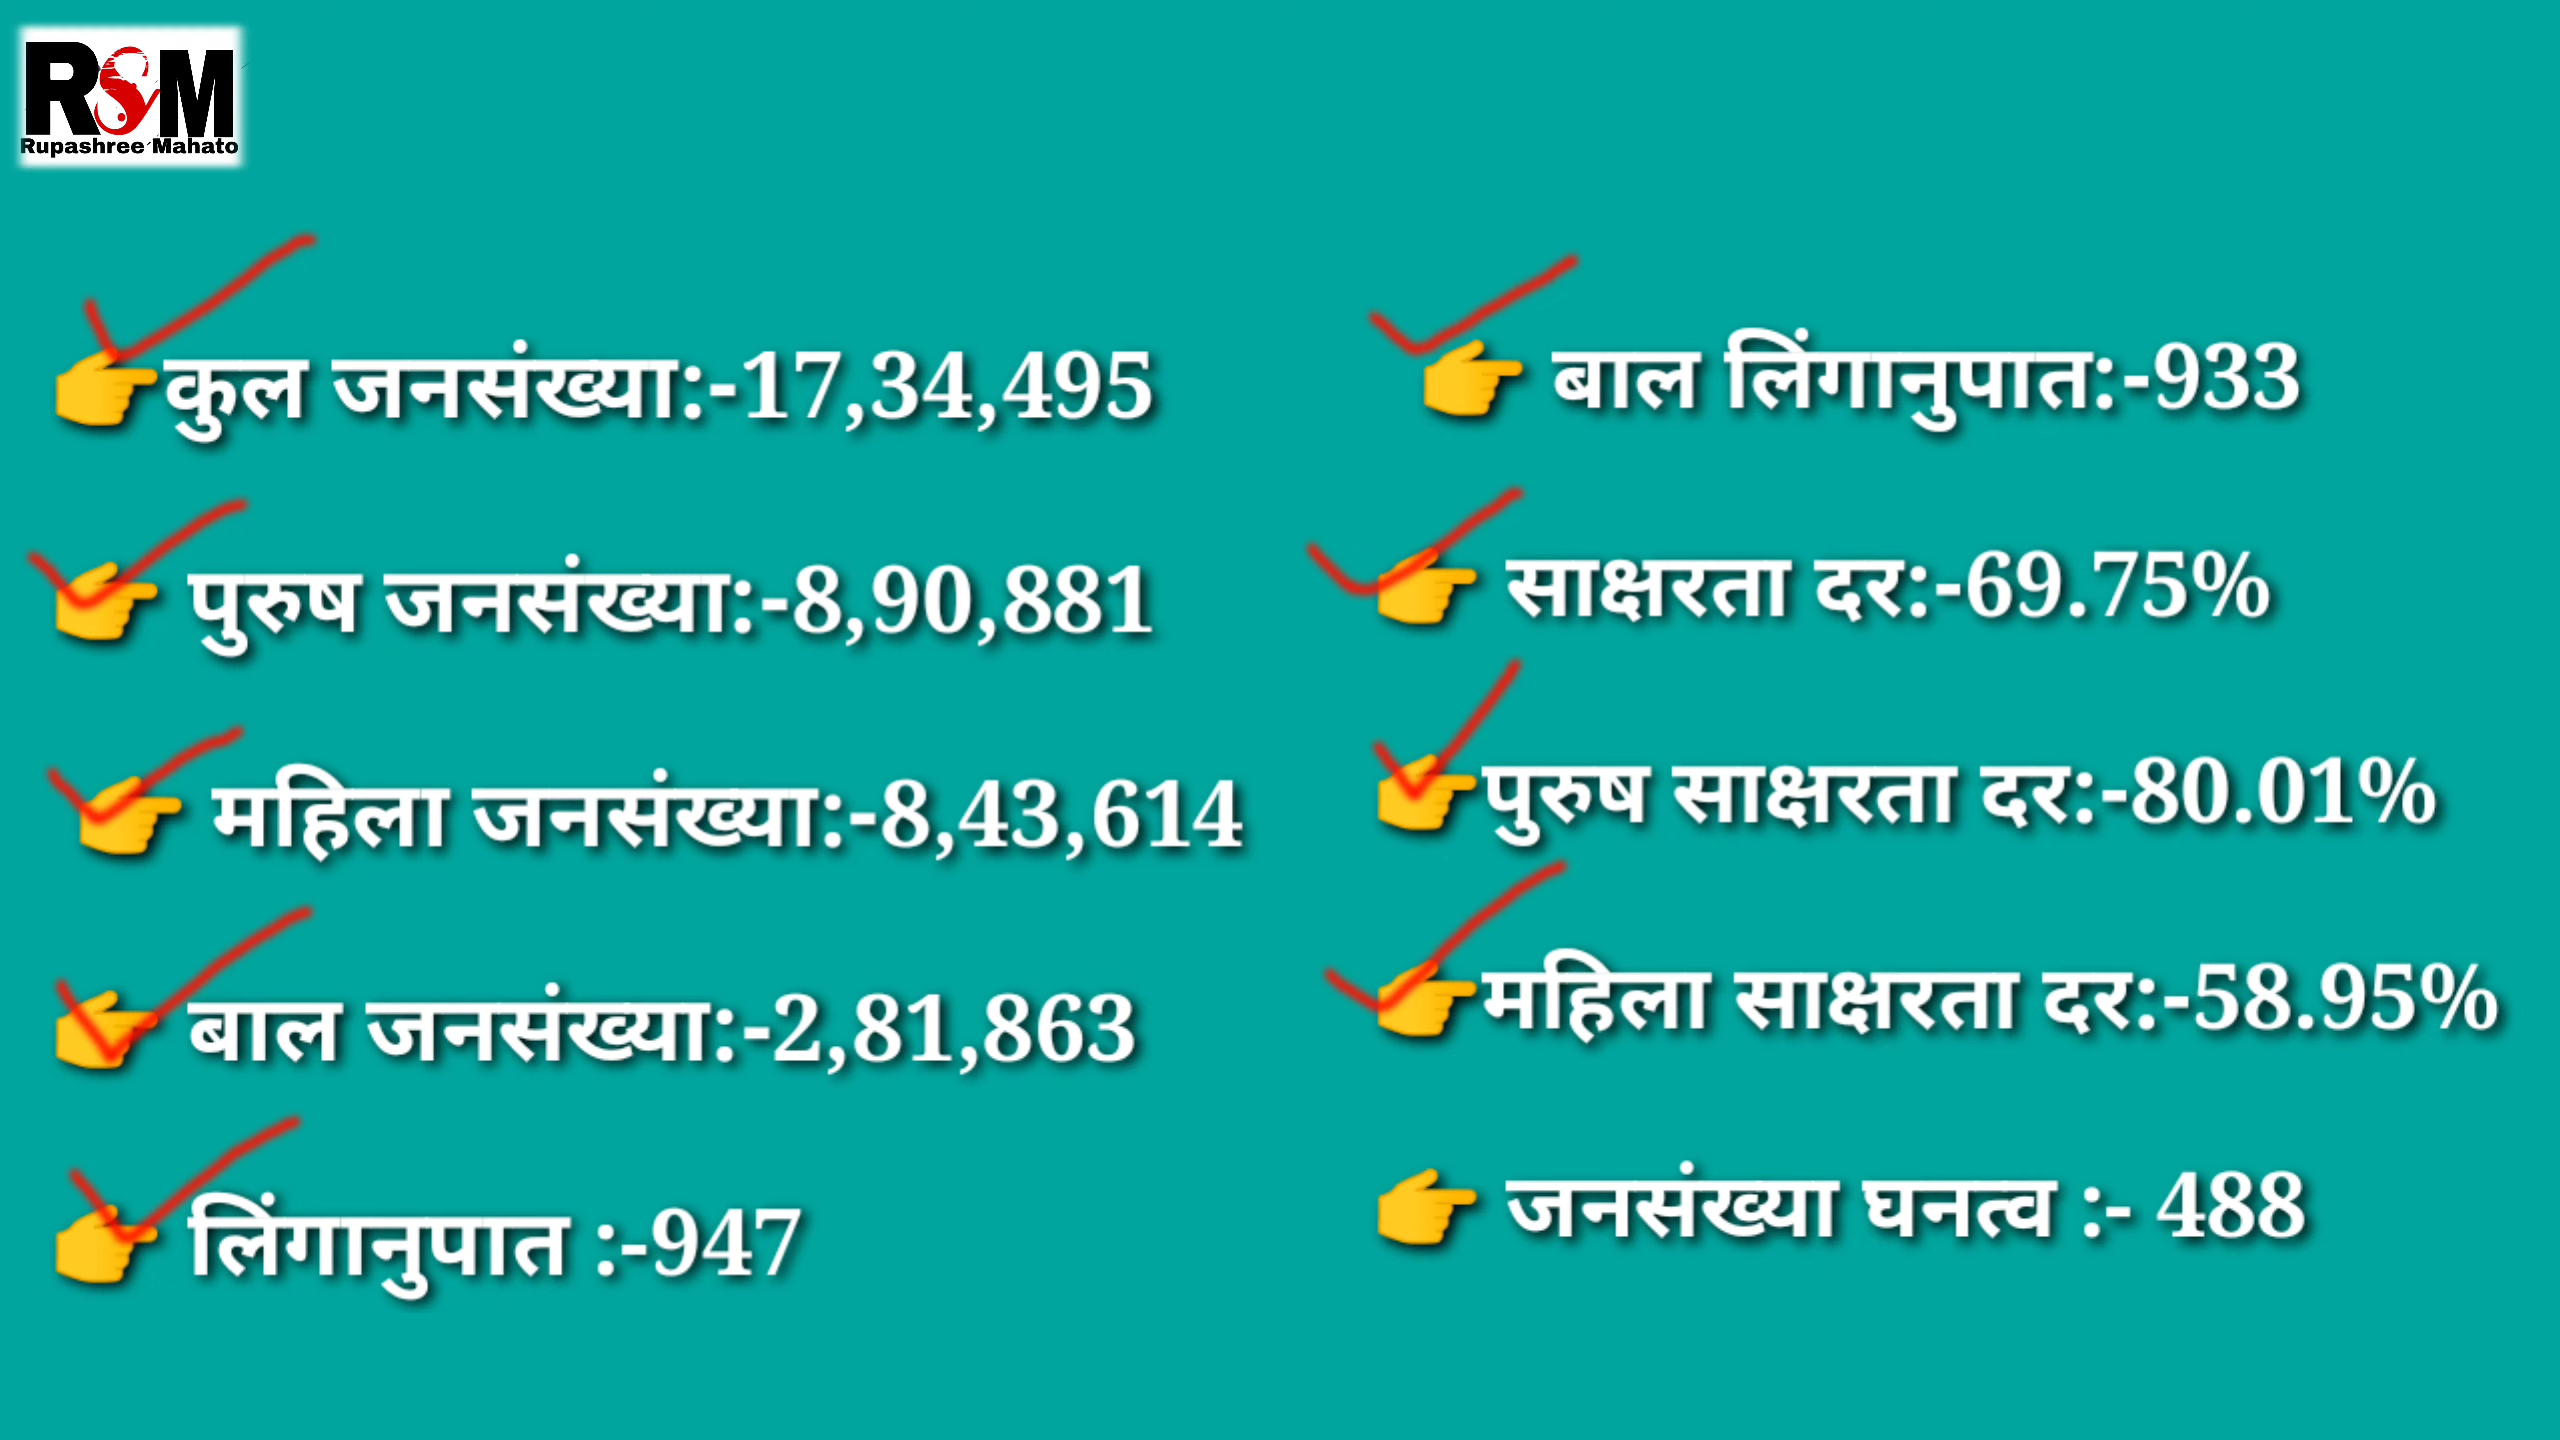 RSM
Rupashree Mahato
👉कुल जनसंख्या:-17,34,495
👉 पुरुष जनसंख्या:-8,90,881
👉 महिला जनसंख्या:-8,43,614
👉 बाल जनसंख्या:-2,81,863
👉 लिंगानुपात :-947
👉 बाल लिंगानुपात:-933
👉 साक्षरता दर:-69.75%
👉पुरुष साक्षरता दर:-80.01%
👉महिला साक्षरता दर:-58.95%
👉 जनसंख्या घनत्व :- 488